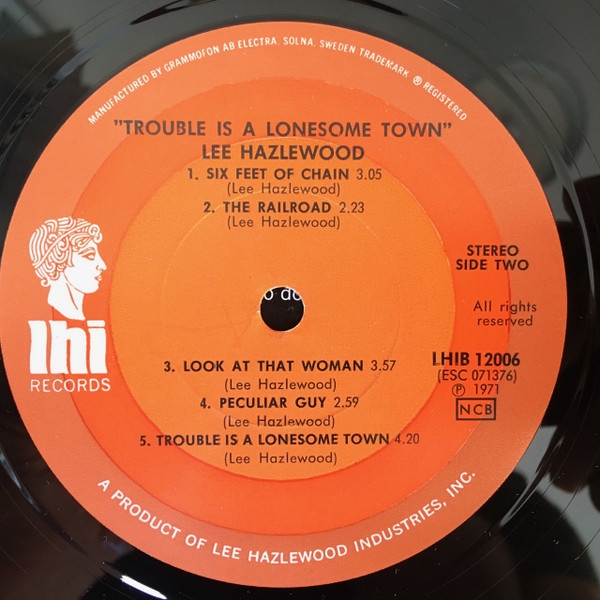 MANUFACTURED BY GRAMMOFON AB ELECTRA, SOLNA, SWEDEN TRADEMARK ® REGISTERED
"TROUBLE IS A LONESOME TOWN"
LEE HAZLEWOOD
1. SIX FEET OF CHAIN 3.05
(Lee Hazlewood)
2. THE RAILROAD 2.23
(Lee Hazlewood)
STEREO
SIDE TWO
All rights
reserved
lhi
RECORDS
3. LOOK AT THAT WOMAN 3.57
(Lee Hazlewood)
4. PECULIAR GUY 2.59
(Lee Hazlewood)
5. TROUBLE IS A LONESOME TOWN 4.20
(Lee Hazlewood)
LHIB 12006
(ESC 071376)
℗ 1971
NCB
A PRODUCT OF LEE HAZLEWOOD INDUSTRIES, INC.